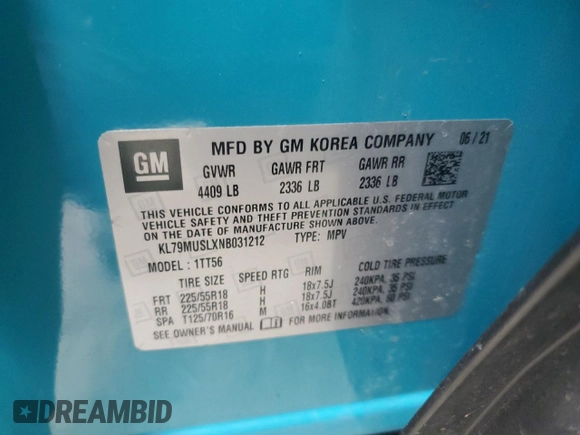 GM
MFD BY GM KOREA COMPANY 06/21
GVWR GAWR FRT GAWR RR
4409 LB 2336 LB 2336 LB
THIS VEHICLE CONFORMS TO ALL APPLICABLE U.S. FEDERAL MOTOR
VEHICLE SAFETY AND THEFT PREVENTION STANDARDS IN EFFECT ON
THE DATE OF MANUFACTURE SHOWN ABOVE.
KL79MUSLXNB031212 TYPE: MPV
MODEL: 1TT56
TIRE SIZE SPEED RTG RIM COLD TIRE PRESSURE
FRT 225/55R18 H 18x7.5J 240KPA, 35 PSI
RR 225/55R18 H 18x7.5J 240KPA, 35 PSI
SPA T125/70R16 M 16x4.08T 420KPA, 60 PSI
SEE OWNER'S MANUAL FOR MORE INFORMATION.
DREAMBID